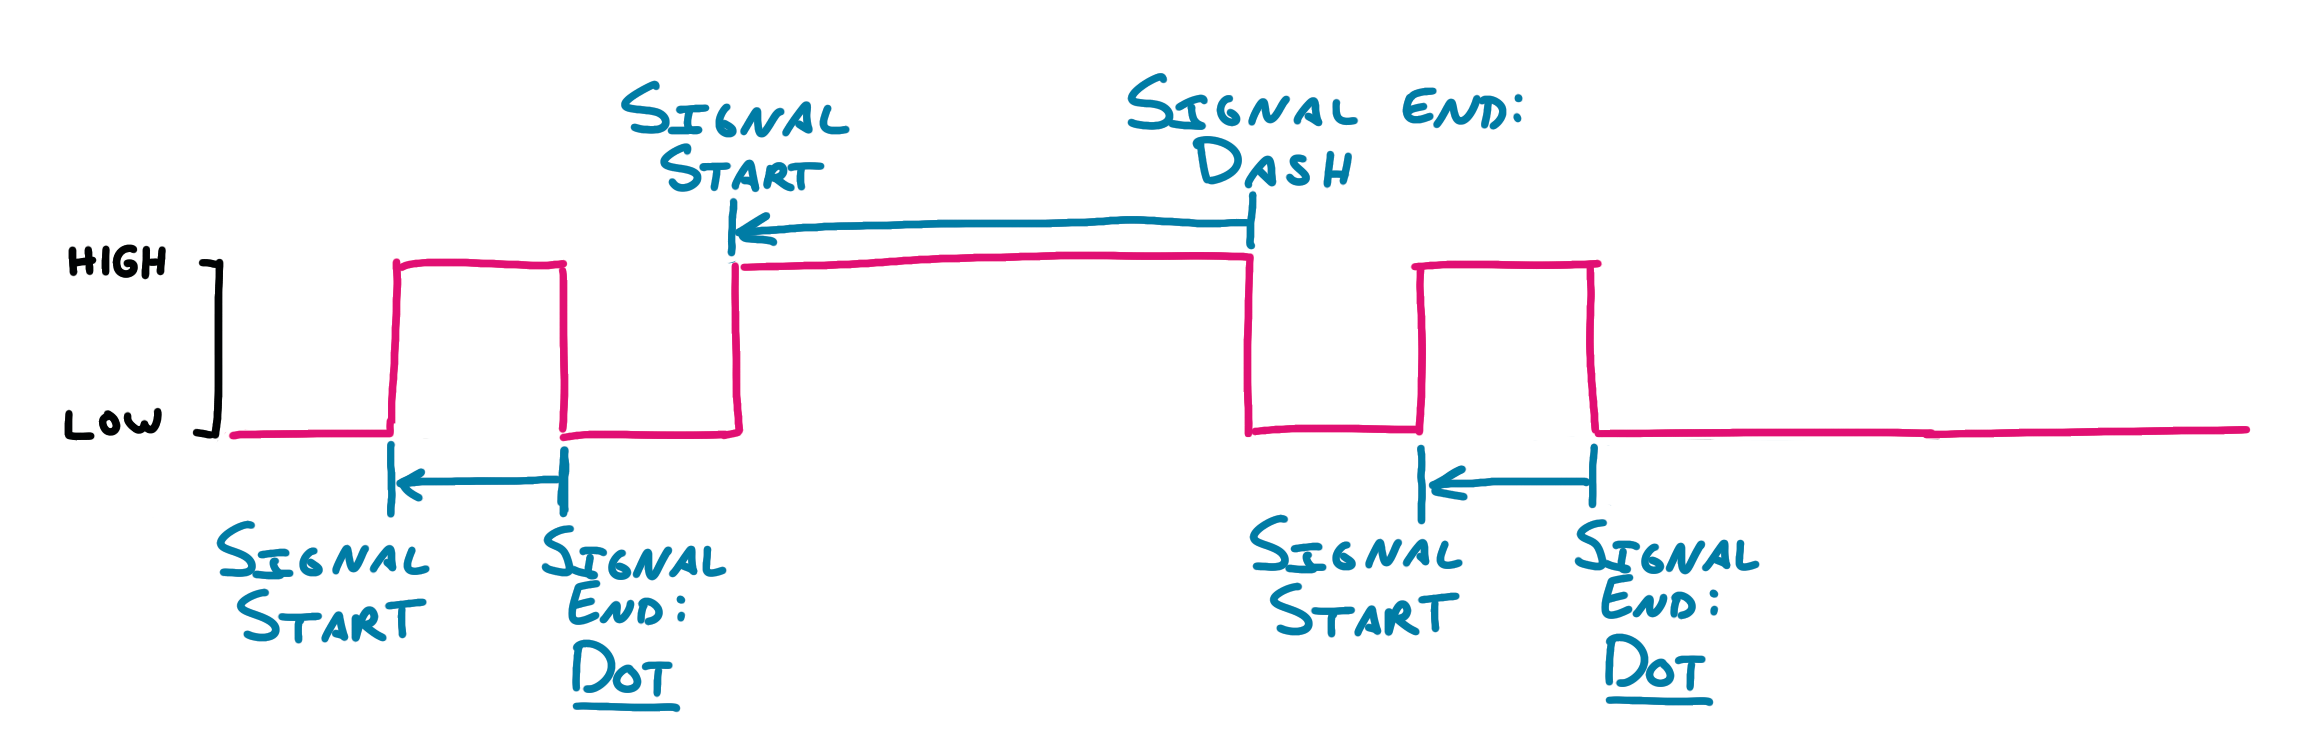 SIGNAL
START
SIGNAL END:
DASH
HIGH
LOW
SIGNAL
START
SIGNAL
END:
DOT
SIGNAL
START
SIGNAL
END:
DOT